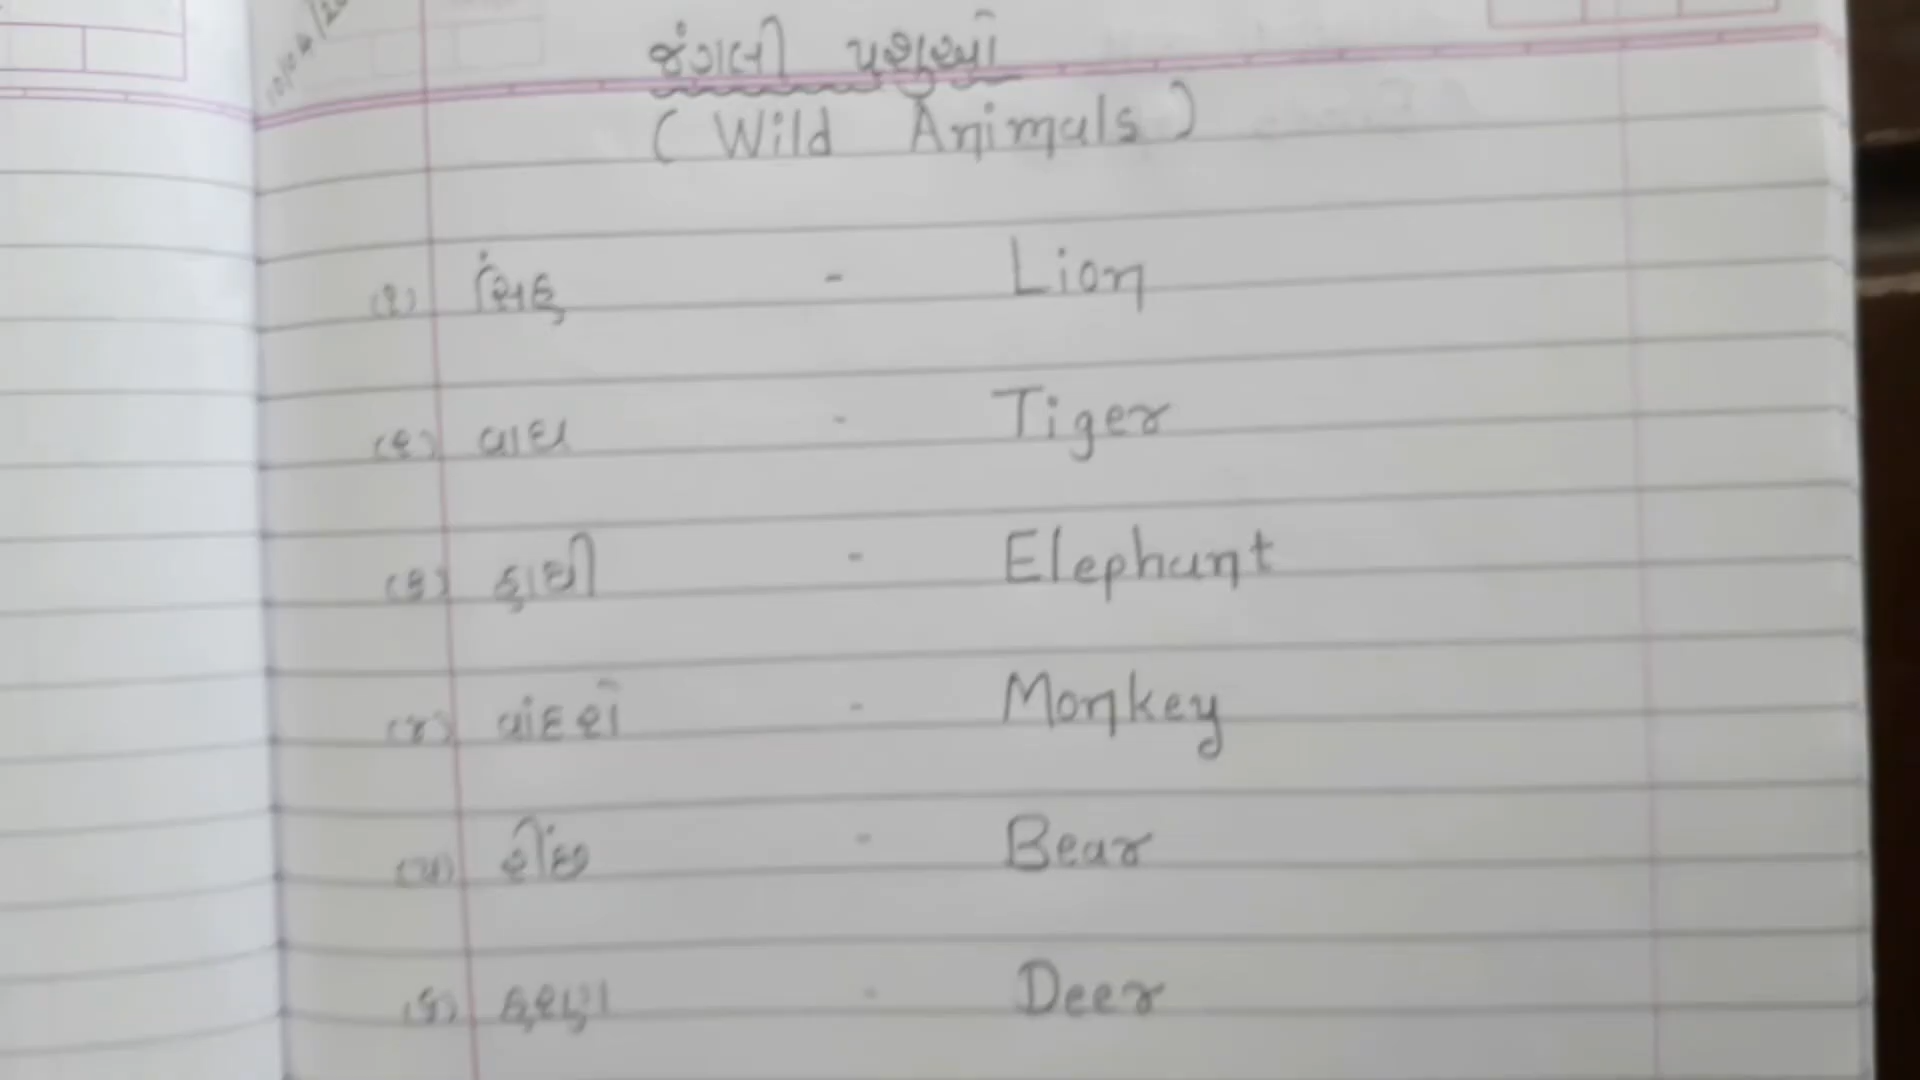 જંગલી પશુઓ
(Wild Animals)
(૧) સિંહ - Lion
(૨) વાઘ - Tiger
(૩) હાથી - Elephant
(૪) વાંદરો - Monkey
(૫) રીંછ - Bear
(૬) હરણ - Deer